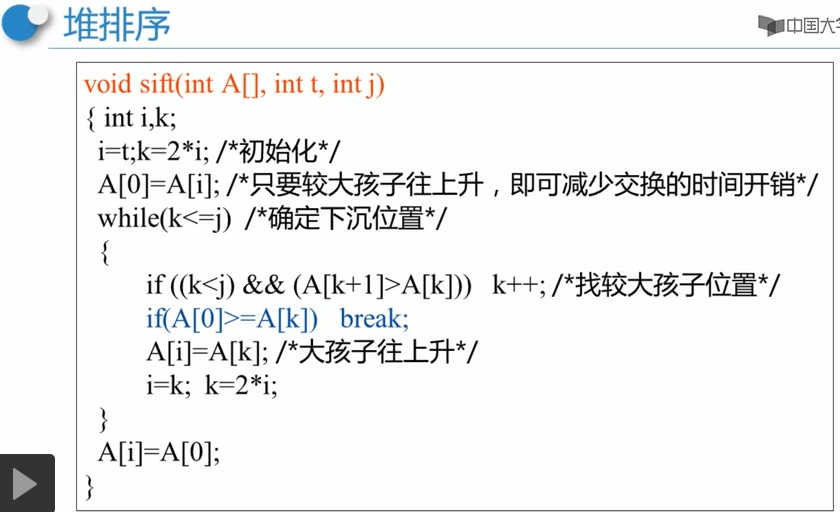 堆排序
中国大
void sift(int A[], int t, int j)
{ int i,k;
i=t;k=2*i; /*初始化*/
A[0]=A[i]; /*只要较大孩子往上升，即可减少交换的时间开销*/
while(k<=j) /*确定下沉位置*/
{
if ((k<j) && (A[k+1]>A[k])) k++; /*找较大孩子位置*/
if(A[0]>=A[k]) break;
A[i]=A[k]; /*大孩子往上升*/
i=k; k=2*i;
}
A[i]=A[0];
}